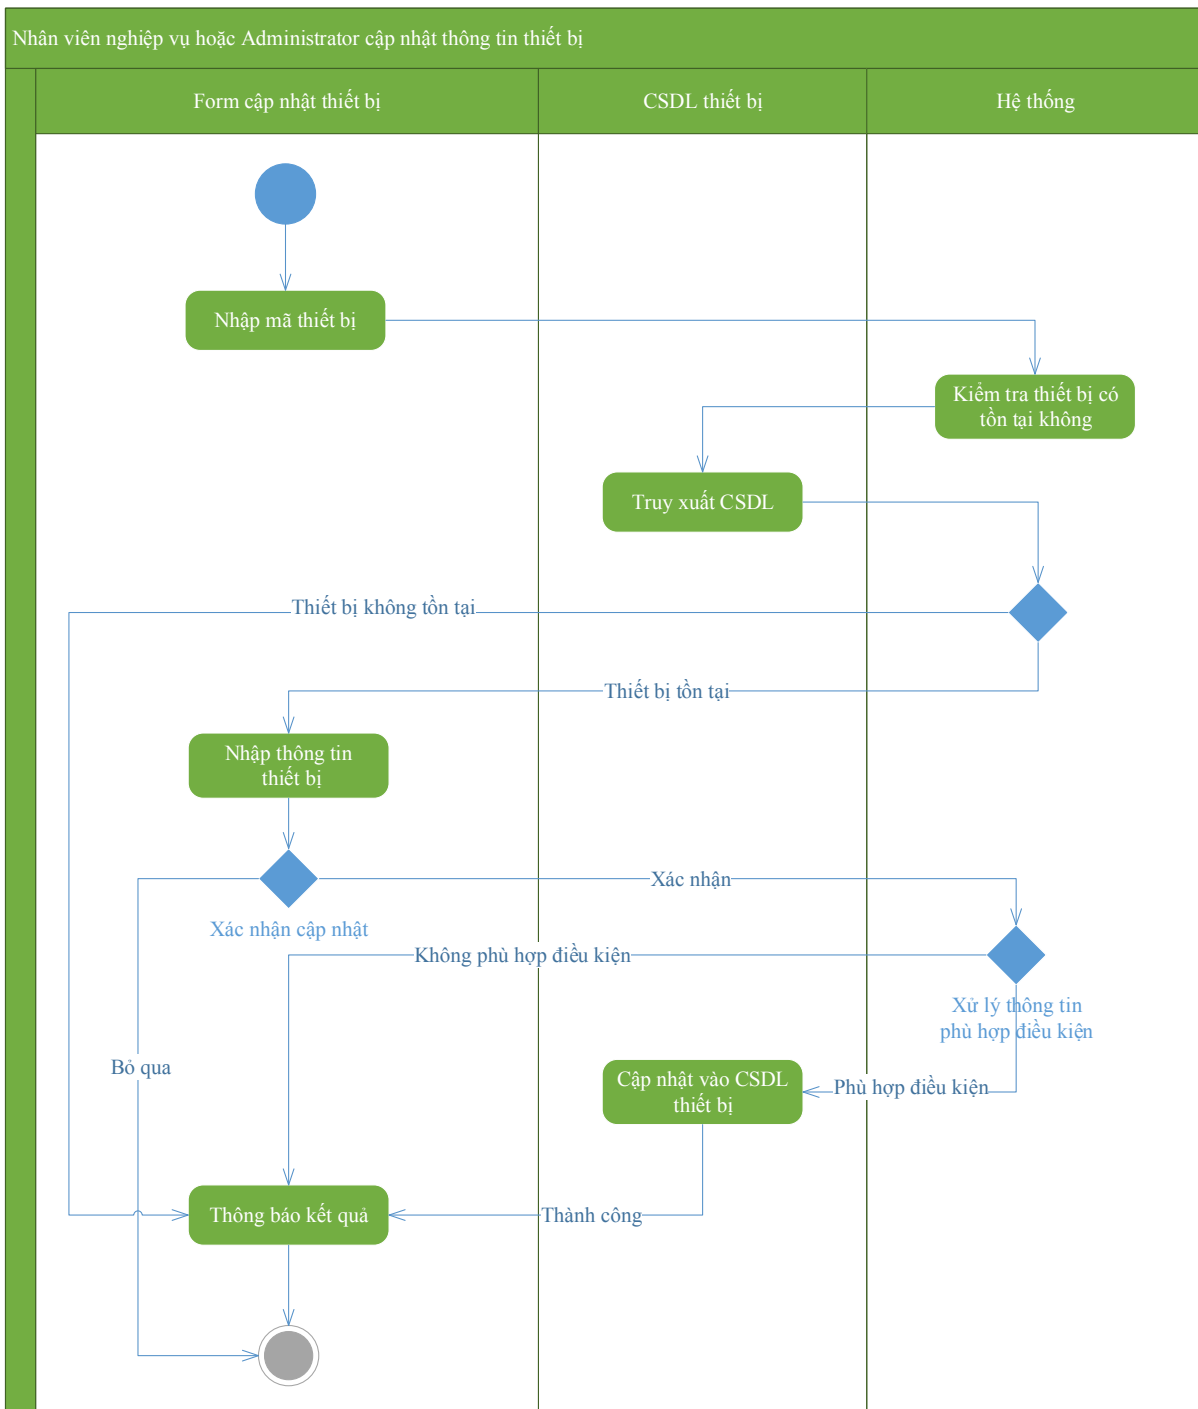 Nhân viên nghiệp vụ hoặc Administrator cập nhật thông tin thiết bị
Form cập nhật thiết bị
CSDL thiết bị
Hệ thống
Nhập mã thiết bị
Kiểm tra thiết bị có
tồn tại không
Truy xuất CSDL
Thiết bị không tồn tại
Thiết bị tồn tại
Nhập thông tin
thiết bị
Xác nhận
Xác nhận cập nhật
Không phù hợp điều kiện
Xử lý thông tin
phù hợp điều kiện
Bỏ qua
Cập nhật vào CSDL
thiết bị
Phù hợp điều kiện
Thông báo kết quả
Thành công